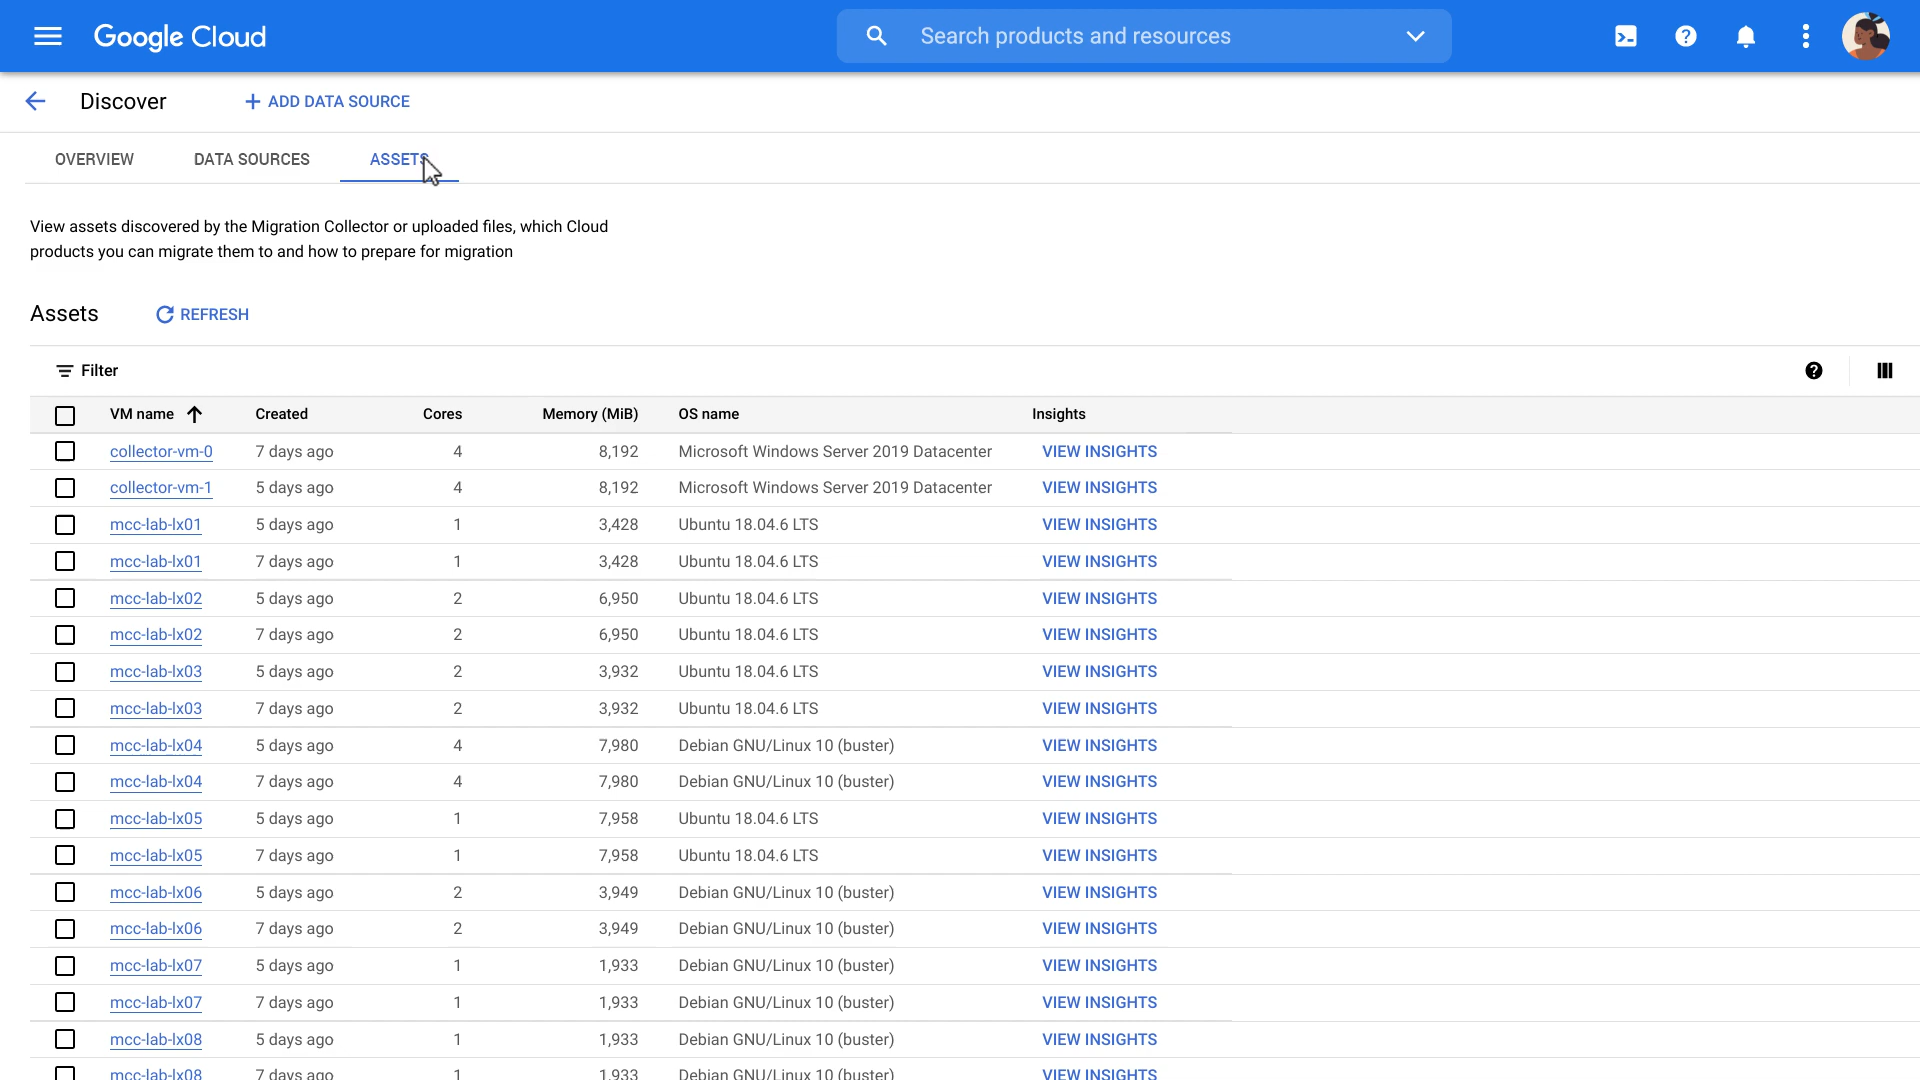 Google Cloud
Search products and resources
Discover
ADD DATA SOURCE
OVERVIEW DATA SOURCES ASSETS
View assets discovered by the Migration Collector or uploaded files, which Cloud
products you can migrate them to and how to prepare for migration
Assets REFRESH
Filter
VM name Created Cores Memory (MiB) OS name Insights
collector-vm-0 7 days ago 4 8,192 Microsoft Windows Server 2019 Datacenter VIEW INSIGHTS
collector-vm-1 5 days ago 4 8,192 Microsoft Windows Server 2019 Datacenter VIEW INSIGHTS
mcc-lab-lx01 5 days ago 1 3,428 Ubuntu 18.04.6 LTS VIEW INSIGHTS
mcc-lab-lx01 7 days ago 1 3,428 Ubuntu 18.04.6 LTS VIEW INSIGHTS
mcc-lab-lx02 5 days ago 2 6,950 Ubuntu 18.04.6 LTS VIEW INSIGHTS
mcc-lab-lx02 7 days ago 2 6,950 Ubuntu 18.04.6 LTS VIEW INSIGHTS
mcc-lab-lx03 5 days ago 2 3,932 Ubuntu 18.04.6 LTS VIEW INSIGHTS
mcc-lab-lx03 7 days ago 2 3,932 Ubuntu 18.04.6 LTS VIEW INSIGHTS
mcc-lab-lx04 5 days ago 4 7,980 Debian GNU/Linux 10 (buster) VIEW INSIGHTS
mcc-lab-lx04 7 days ago 4 7,980 Debian GNU/Linux 10 (buster) VIEW INSIGHTS
mcc-lab-lx05 5 days ago 1 7,958 Ubuntu 18.04.6 LTS VIEW INSIGHTS
mcc-lab-lx05 7 days ago 1 7,958 Ubuntu 18.04.6 LTS VIEW INSIGHTS
mcc-lab-lx06 5 days ago 2 3,949 Debian GNU/Linux 10 (buster) VIEW INSIGHTS
mcc-lab-lx06 7 days ago 2 3,949 Debian GNU/Linux 10 (buster) VIEW INSIGHTS
mcc-lab-lx07 5 days ago 1 1,933 Debian GNU/Linux 10 (buster) VIEW INSIGHTS
mcc-lab-lx07 7 days ago 1 1,933 Debian GNU/Linux 10 (buster) VIEW INSIGHTS
mcc-lab-lx08 5 days ago 1 1,933 Debian GNU/Linux 10 (buster) VIEW INSIGHTS
mcc-lab-lx08 7 days ago 1 1,933 Debian GNU/Linux 10 (buster) VIEW INSIGHTS